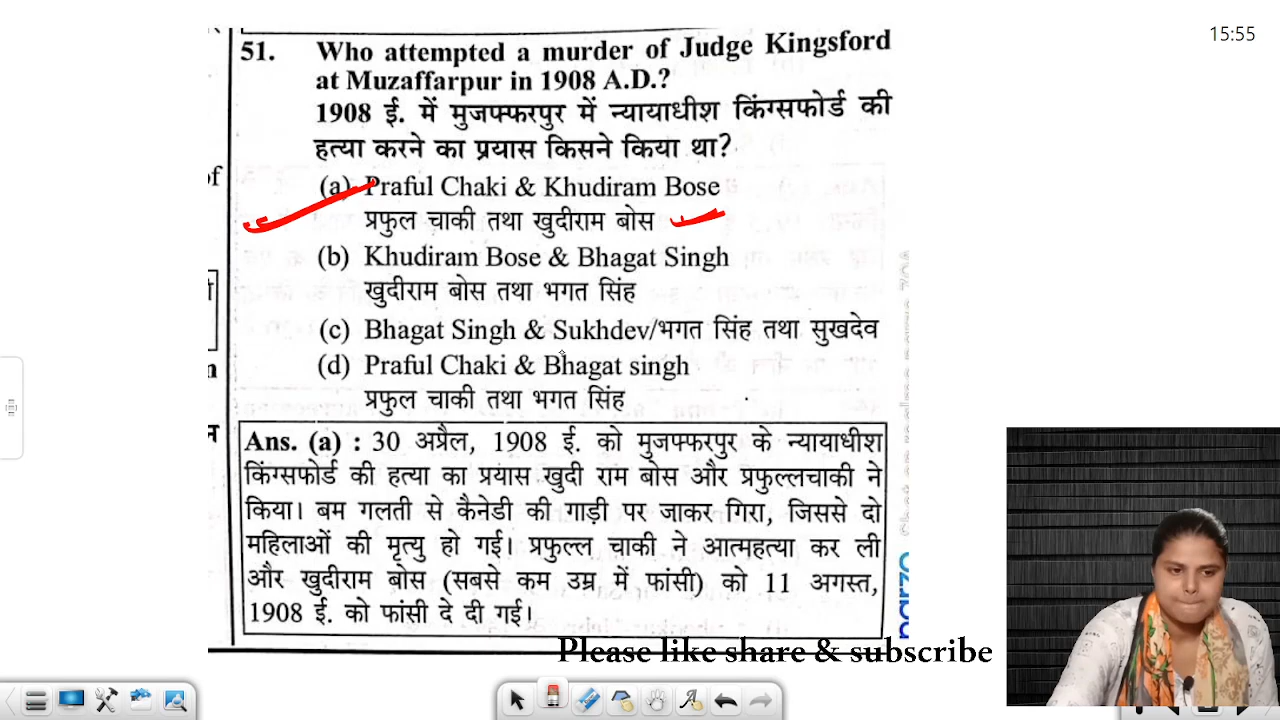 15:55
51. Who attempted a murder of Judge Kingsford
at Muzaffarpur in 1908 A.D.?
1908 ई. में मुजफ्फरपुर में न्यायाधीश किंग्सफोर्ड की
हत्या करने का प्रयास किसने किया था?
of
(a) Praful Chaki & Khudiram Bose
प्रफुल चाकी तथा खुदीराम बोस
(b) Khudiram Bose & Bhagat Singh
खुदीराम बोस तथा भगत सिंह
(c) Bhagat Singh & Sukhdev/भगत सिंह तथा सुखदेव
(d) Praful Chaki & Bhagat singh
प्रफुल चाकी तथा भगत सिंह
Ans. (a) : 30 अप्रैल, 1908 ई. को मुजफ्फरपुर के न्यायाधीश
किंग्सफोर्ड की हत्या का प्रयास खुदी राम बोस और प्रफुल्लचाकी ने
किया। बम गलती से कैनेडी की गाड़ी पर जाकर गिरा, जिससे दो
महिलाओं की मृत्यु हो गई। प्रफुल्ल चाकी ने आत्महत्या कर ली
और खुदीराम बोस (सबसे कम उम्र में फांसी) को 11 अगस्त,
1908 ई. को फांसी दे दी गई।
Please like share & subscribe